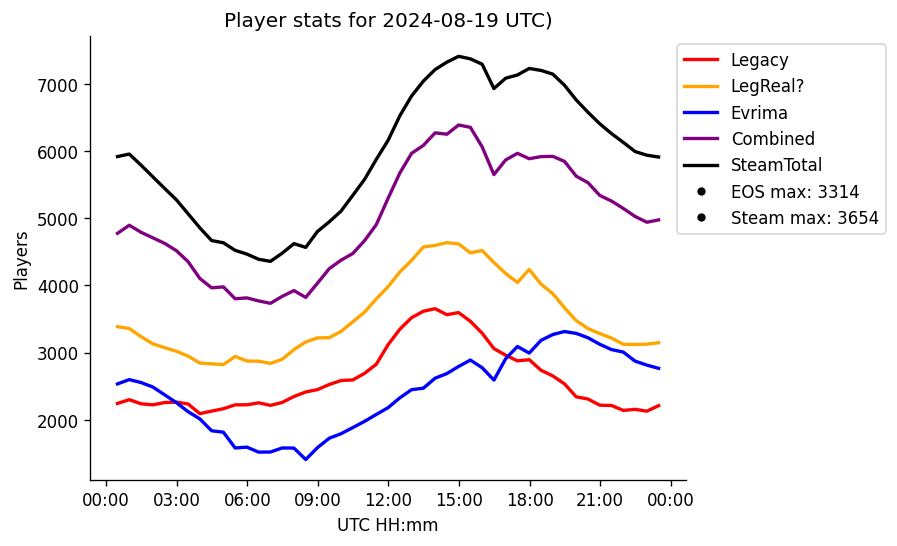 Player stats for 2024-08-19 UTC)
Players
7000
6000
5000
4000
3000
2000
00:00 03:00 06:00 09:00 12:00 15:00 18:00 21:00 00:00
UTC HH:mm
Legacy
LegReal?
Evrima
Combined
SteamTotal
EOS max: 3314
Steam max: 3654